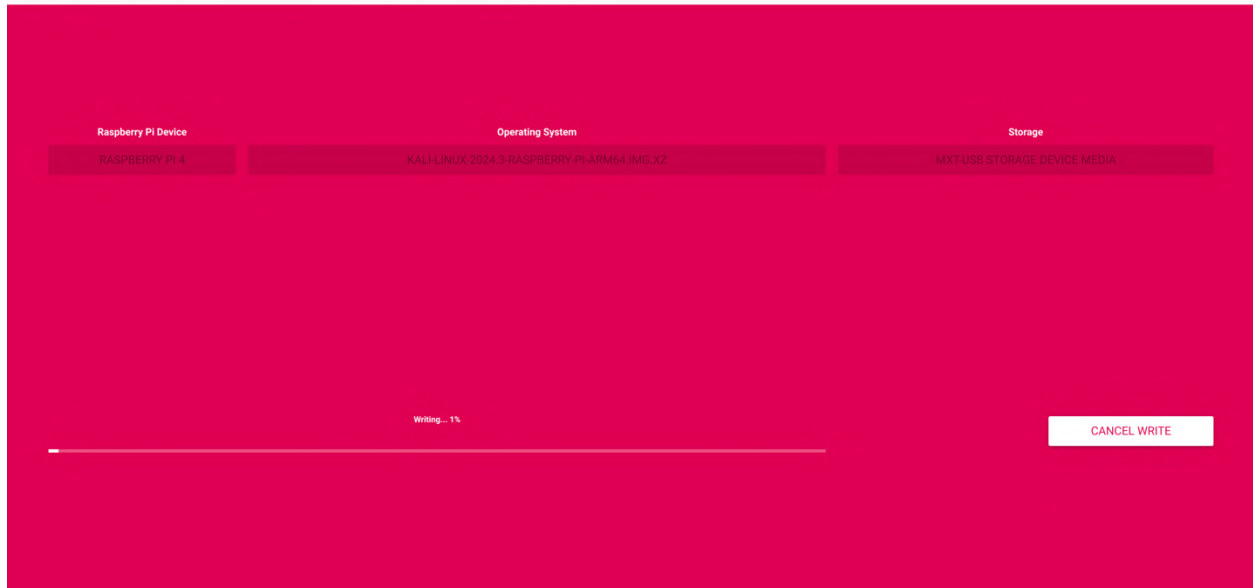 Raspberry Pi Device Operating System Storage
RASPBERRY PI 4 KALI-LINUX-2024.3-RASPBERRY-PI-ARM64.IMG.XZ MXT-USB STORAGE DEVICE MEDIA
Writing... 1%
CANCEL WRITE